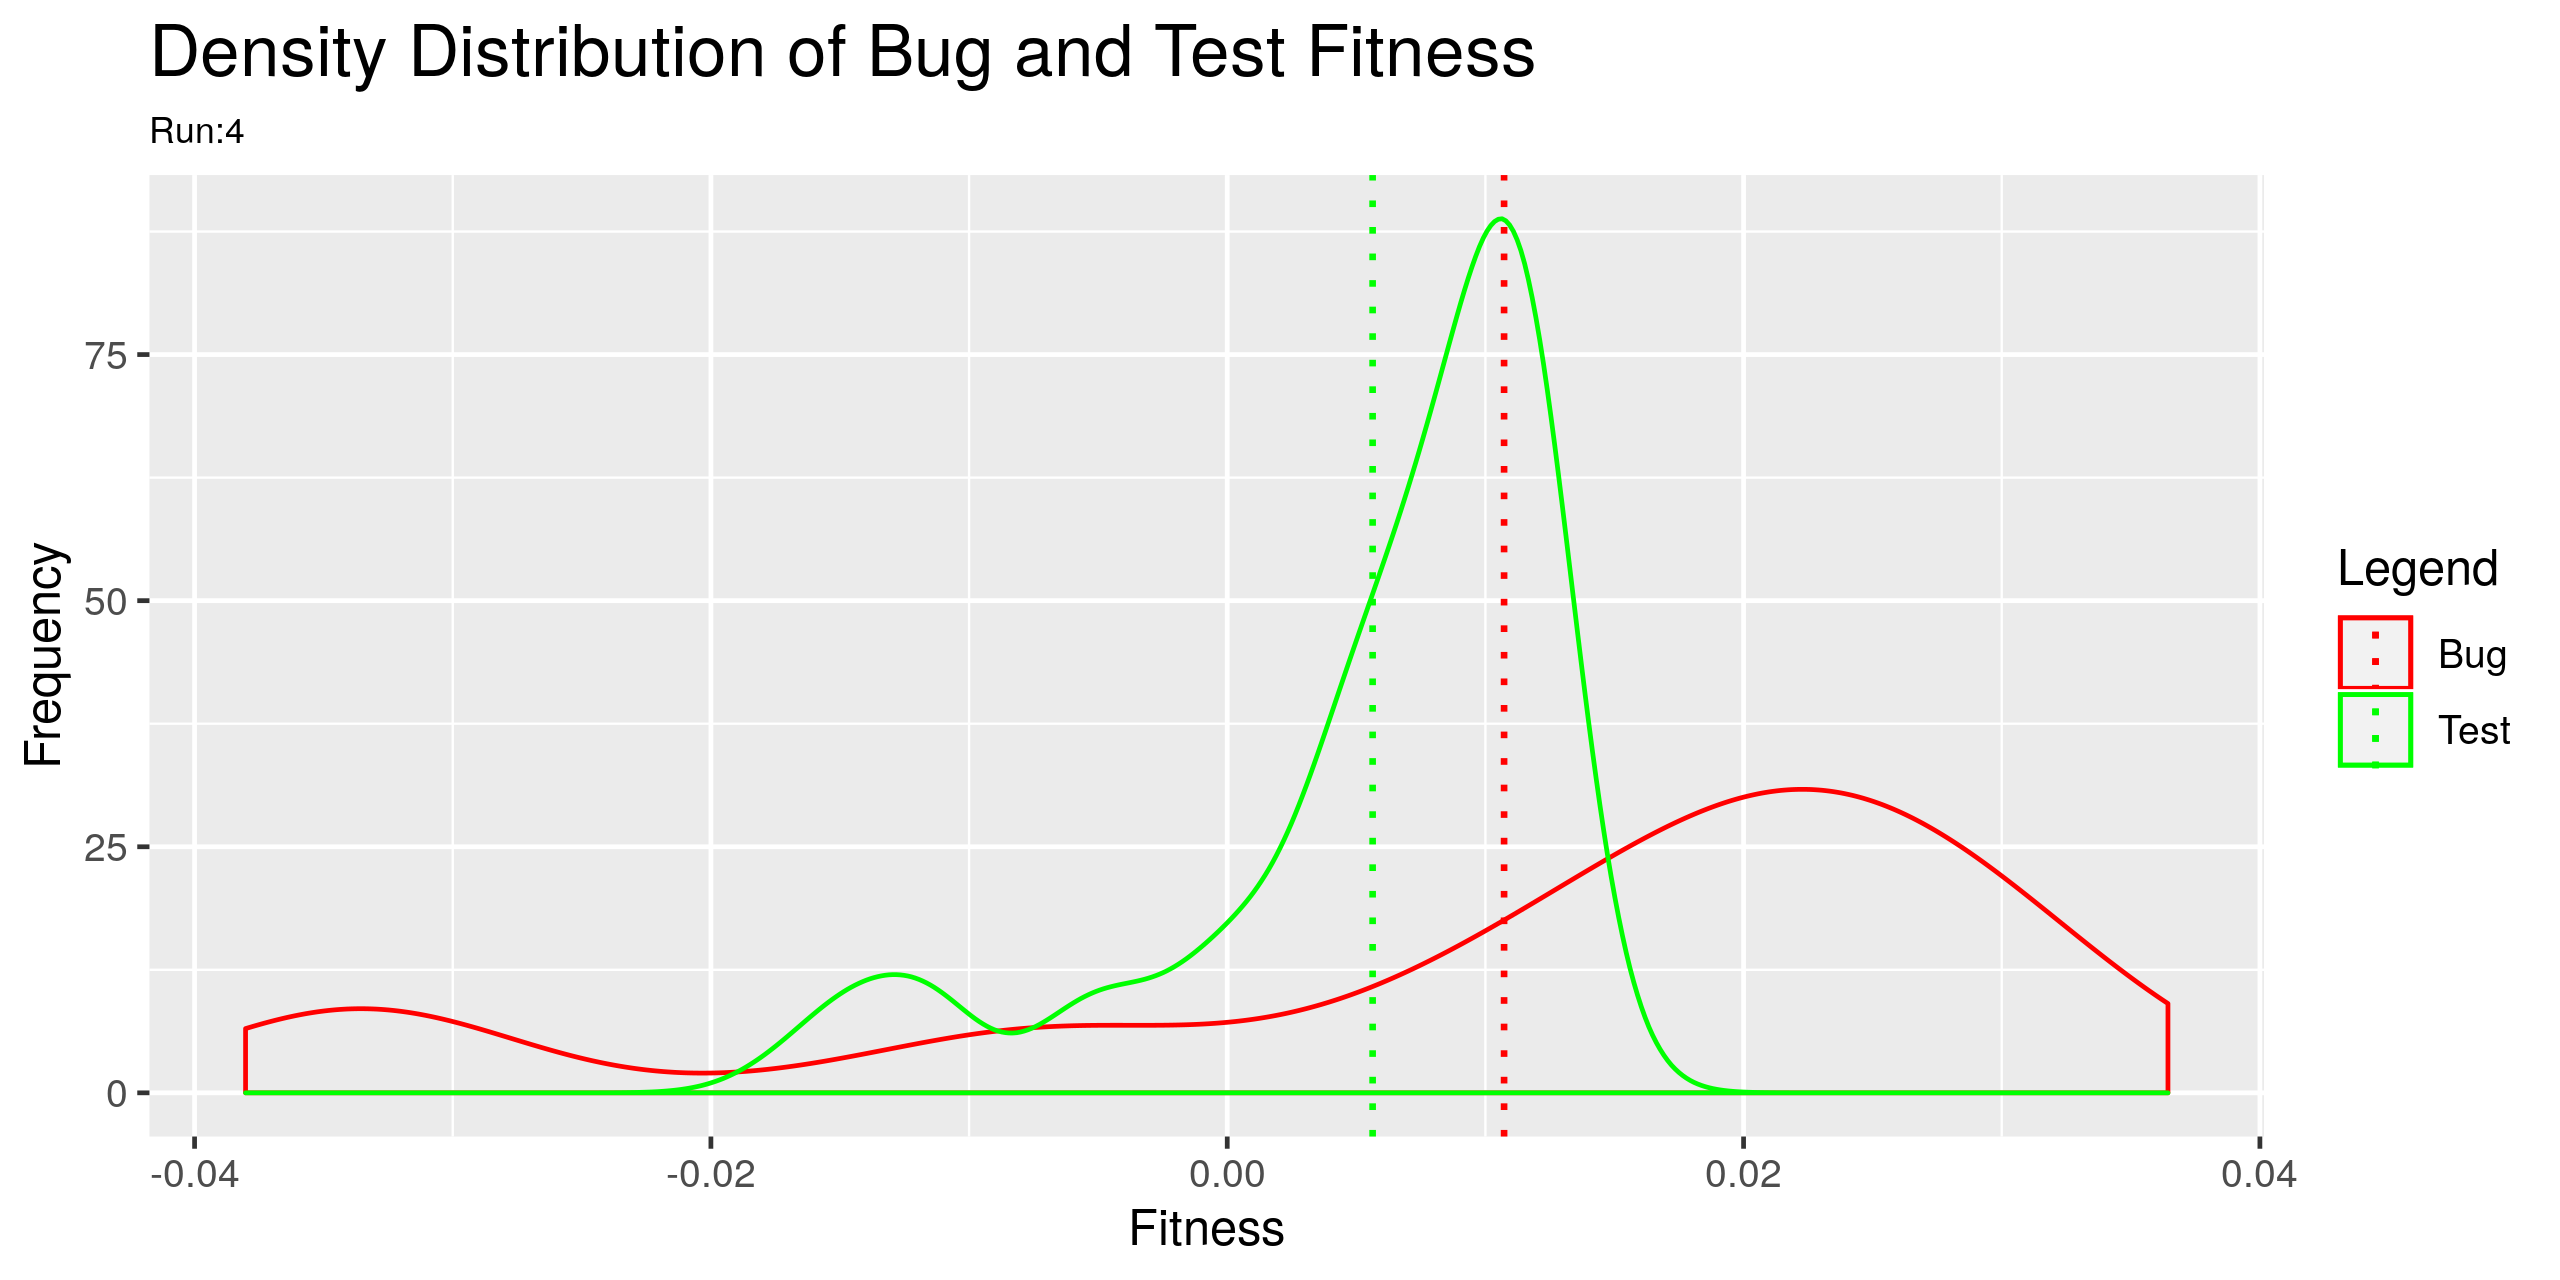 Density Distribution of Bug and Test Fitness
Run:4
Frequency
75
50
25
0
-0.04
-0.02
0.00
0.02
0.04
Fitness
Legend
Bug
Test